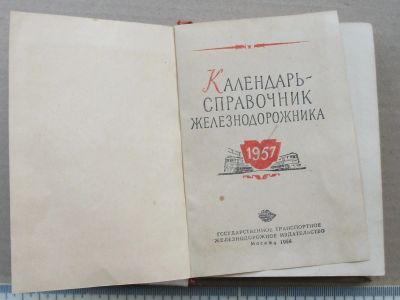 КАЛЕНДАРЬ-
СПРАВОЧНИК
ЖЕЛЕЗНОДОРОЖНИКА
1957
ГОСУДАРСТВЕННОЕ ТРАНСПОРТНОЕ
ЖЕЛЕЗНОДОРОЖНОЕ ИЗДАТЕЛЬСТВО
МОСКВА 1956